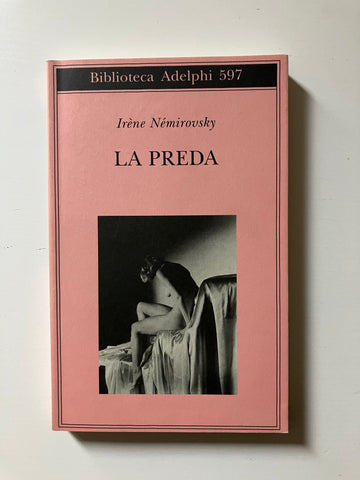 Biblioteca Adelphi 597
Irène Némirovsky
LA PREDA